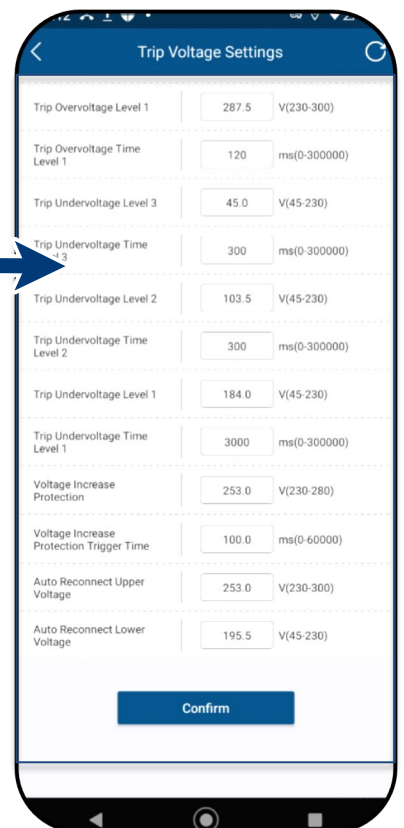 Trip Voltage Settings
Trip Overvoltage Level 1 287.5 V(230-300)
Trip Overvoltage Time
Level 1 120 ms(0-300000)
Trip Undervoltage Level 3 45.0 V(45-230)
Trip Undervoltage Time
3 300 ms(0-300000)
Trip Undervoltage Level 2 103.5 V(45-230)
Trip Undervoltage Time
Level 2 300 ms(0-300000)
Trip Undervoltage Level 1 184.0 V(45-230)
Trip Undervoltage Time
Level 1 3000 ms(0-300000)
Voltage Increase
Protection 253.0 V(230-280)
Voltage Increase
Protection Trigger Time 100.0 ms(0-60000)
Auto Reconnect Upper
Voltage 253.0 V(230-300)
Auto Reconnect Lower
Voltage 195.5 V(45-230)
Confirm